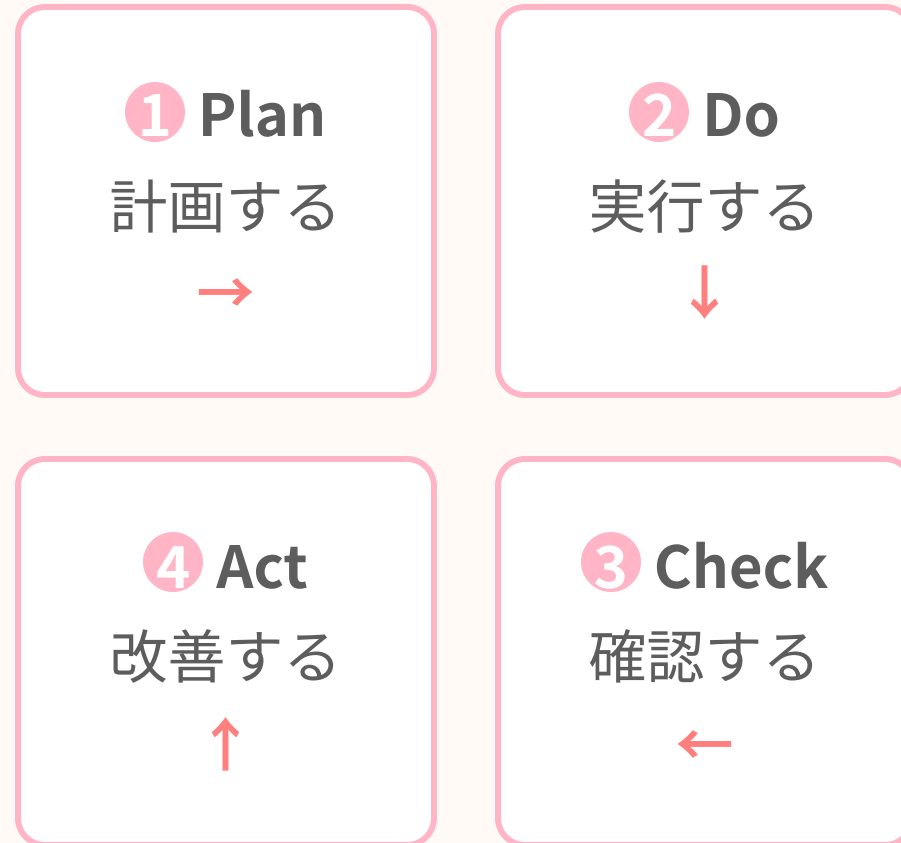 1 Plan
計画する
→
2 Do
実行する
↓
4 Act
改善する
↑
3 Check
確認する
←